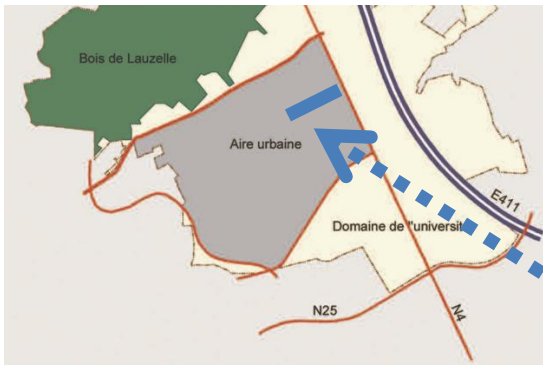 Bois de Lauzelle
Aire urbaine
E411
Domaine de l'universit
N25
N4